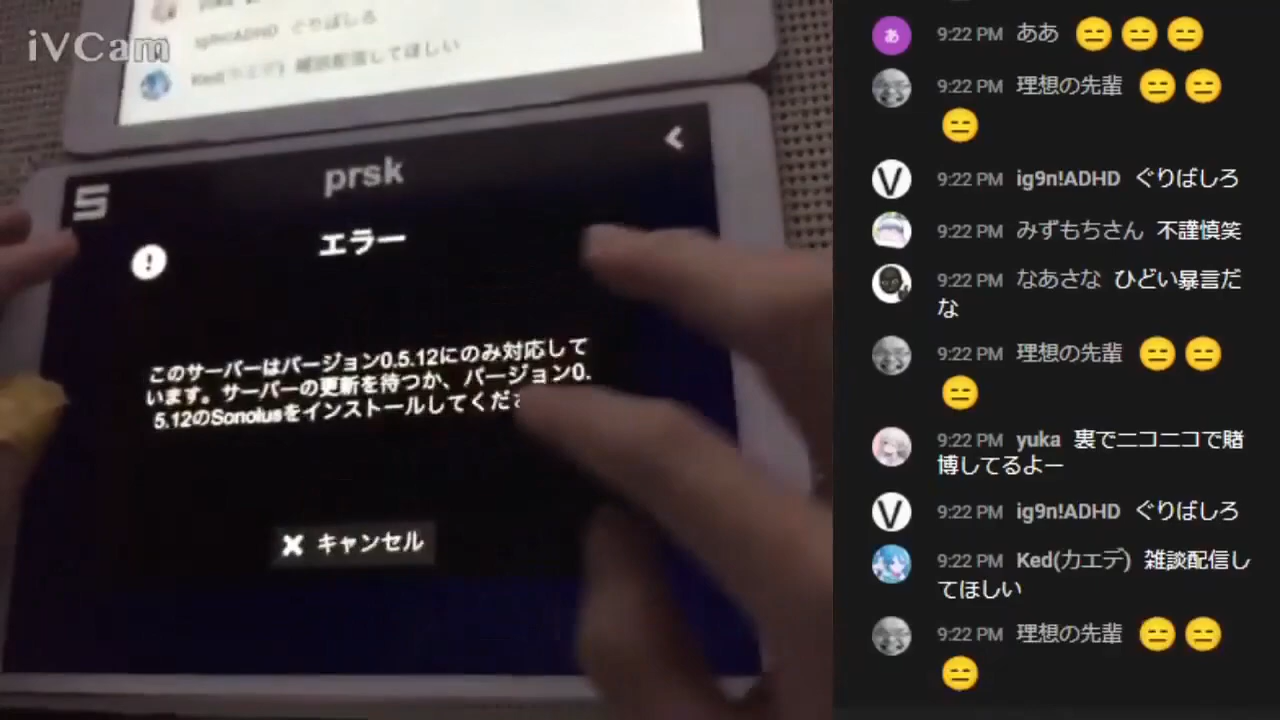 iVCam
ig9n!ADHD ぐりばしろ
Ked(カエデ) 雑談配信してほしい
prsk
エラー
このサーバーはバージョン0.5.12にのみ対応して
います。サーバーの更新を待つか、バージョン0.
5.12のSonolusをインストールしてくださ
キャンセル
あ
9:22 PM ああ 😑😑😑
9:22 PM 理想の先輩 😑😑
😑
V 9:22 PM ig9n!ADHD ぐりばしろ
9:22 PM みずもちさん 不謹慎笑
9:22 PM なあさな ひどい暴言だ
な
9:22 PM 理想の先輩 😑😑
😑
9:22 PM yuka 裏でニコニコで賭
博してるよー
V 9:22 PM ig9n!ADHD ぐりばしろ
9:22 PM Ked(カエデ) 雑談配信し
てほしい
9:22 PM 理想の先輩 😑😑
😑